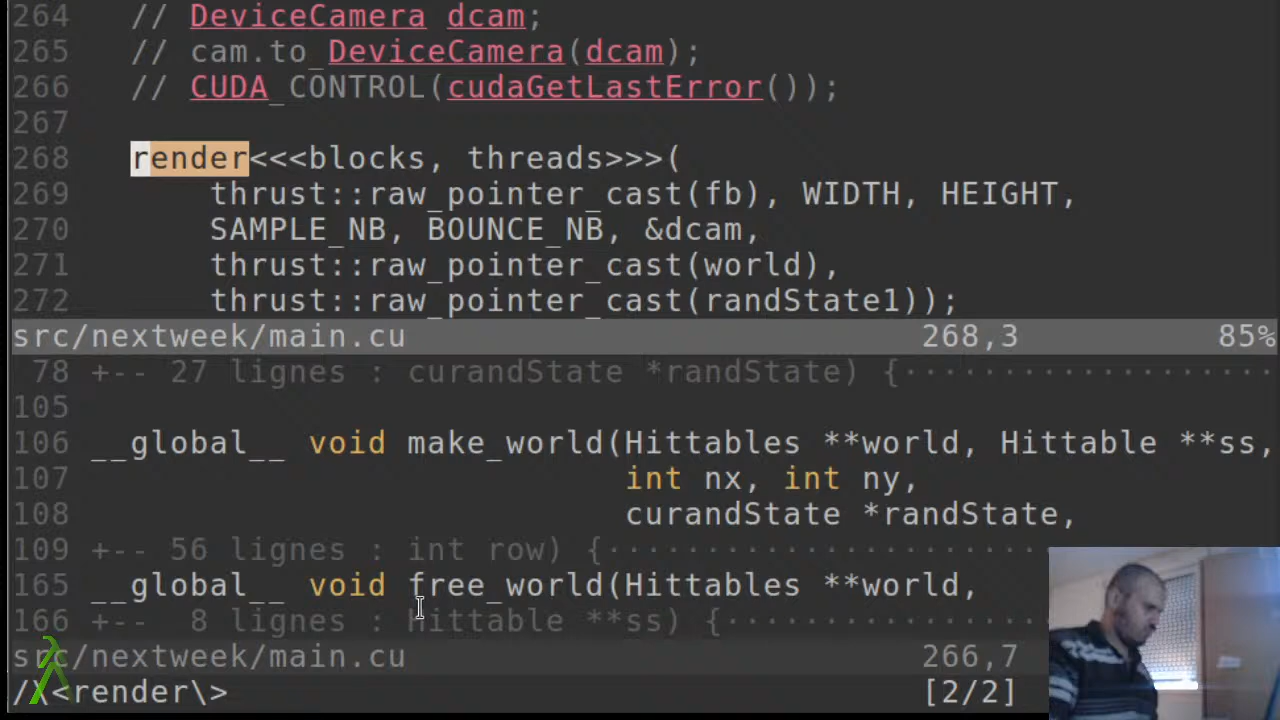 264   // DeviceCamera dcam;
265   // cam.to_DeviceCamera(dcam);
266   // CUDA_CONTROL(cudaGetLastError());
267
268   render<<<blocks, threads>>>(
269       thrust::raw_pointer_cast(fb), WIDTH, HEIGHT,
270       SAMPLE_NB, BOUNCE_NB, &dcam,
271       thrust::raw_pointer_cast(world),
272       thrust::raw_pointer_cast(randState1));
src/nextweek/main.cu 268,3 85%
78 +-- 27 lignes : curandState *randState) {····················
105
106 __global__ void make_world(Hittables **world, Hittable **ss,
107                            int nx, int ny,
108                            curandState *randState,
109 +-- 56 lignes : int row) {······················
165 __global__ void free_world(Hittables **world,
166 +--  8 lignes : Hittable **ss) {·················
src/nextweek/main.cu 266,7
/\<render\> [2/2]
λ